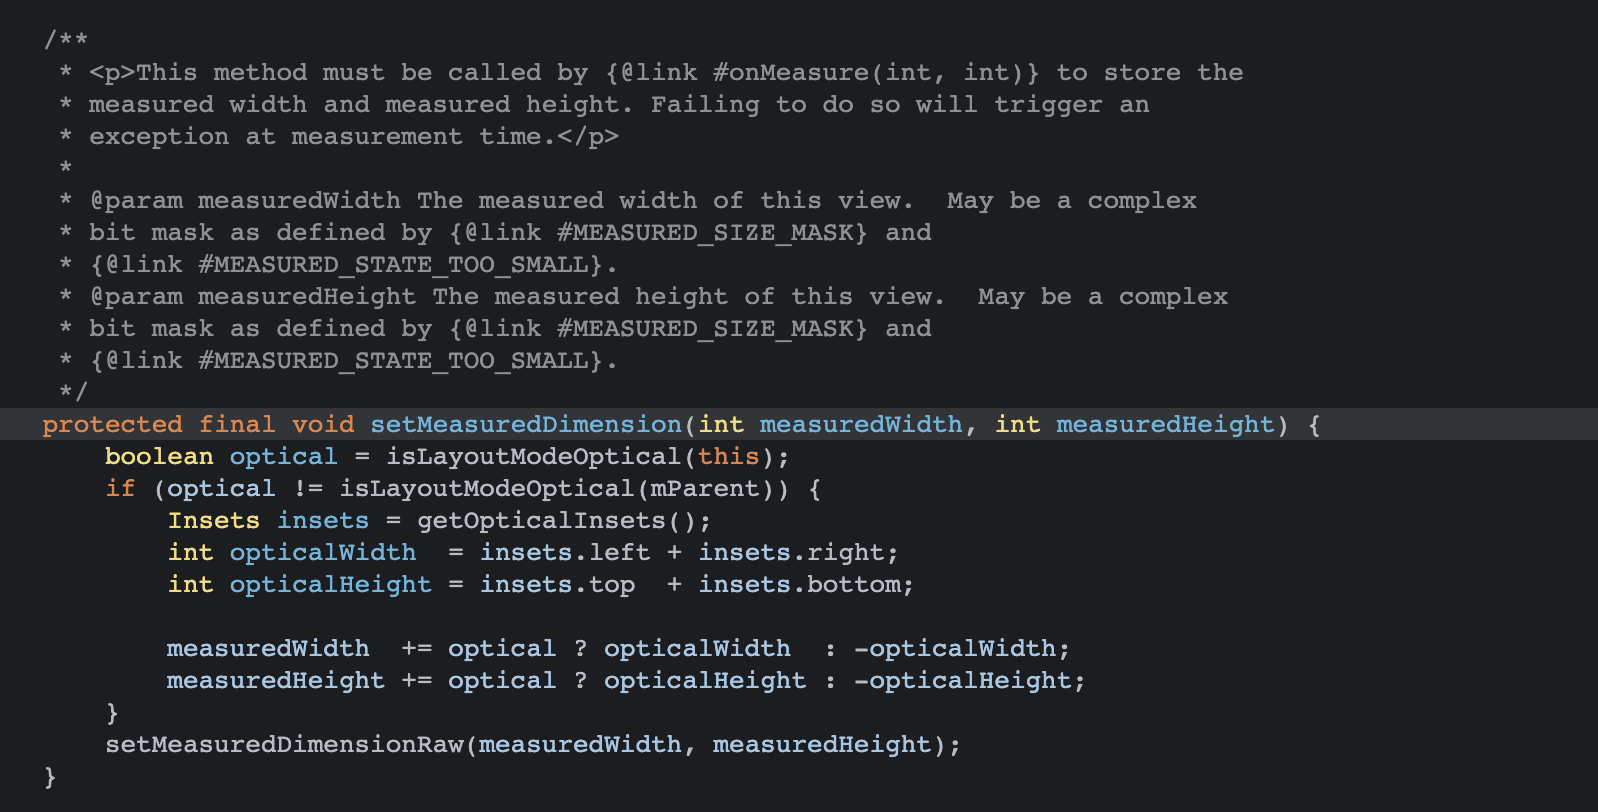 /**
 * <p>This method must be called by {@link #onMeasure(int, int)} to store the
 * measured width and measured height. Failing to do so will trigger an
 * exception at measurement time.</p>
 *
 * @param measuredWidth The measured width of this view.  May be a complex
 * bit mask as defined by {@link #MEASURED_SIZE_MASK} and
 * {@link #MEASURED_STATE_TOO_SMALL}.
 * @param measuredHeight The measured height of this view.  May be a complex
 * bit mask as defined by {@link #MEASURED_SIZE_MASK} and
 * {@link #MEASURED_STATE_TOO_SMALL}.
 */
protected final void setMeasuredDimension(int measuredWidth, int measuredHeight) {
    boolean optical = isLayoutModeOptical(this);
    if (optical != isLayoutModeOptical(mParent)) {
        Insets insets = getOpticalInsets();
        int opticalWidth  = insets.left + insets.right;
        int opticalHeight = insets.top  + insets.bottom;

        measuredWidth  += optical ? opticalWidth  : -opticalWidth;
        measuredHeight += optical ? opticalHeight : -opticalHeight;
    }
    setMeasuredDimensionRaw(measuredWidth, measuredHeight);
}